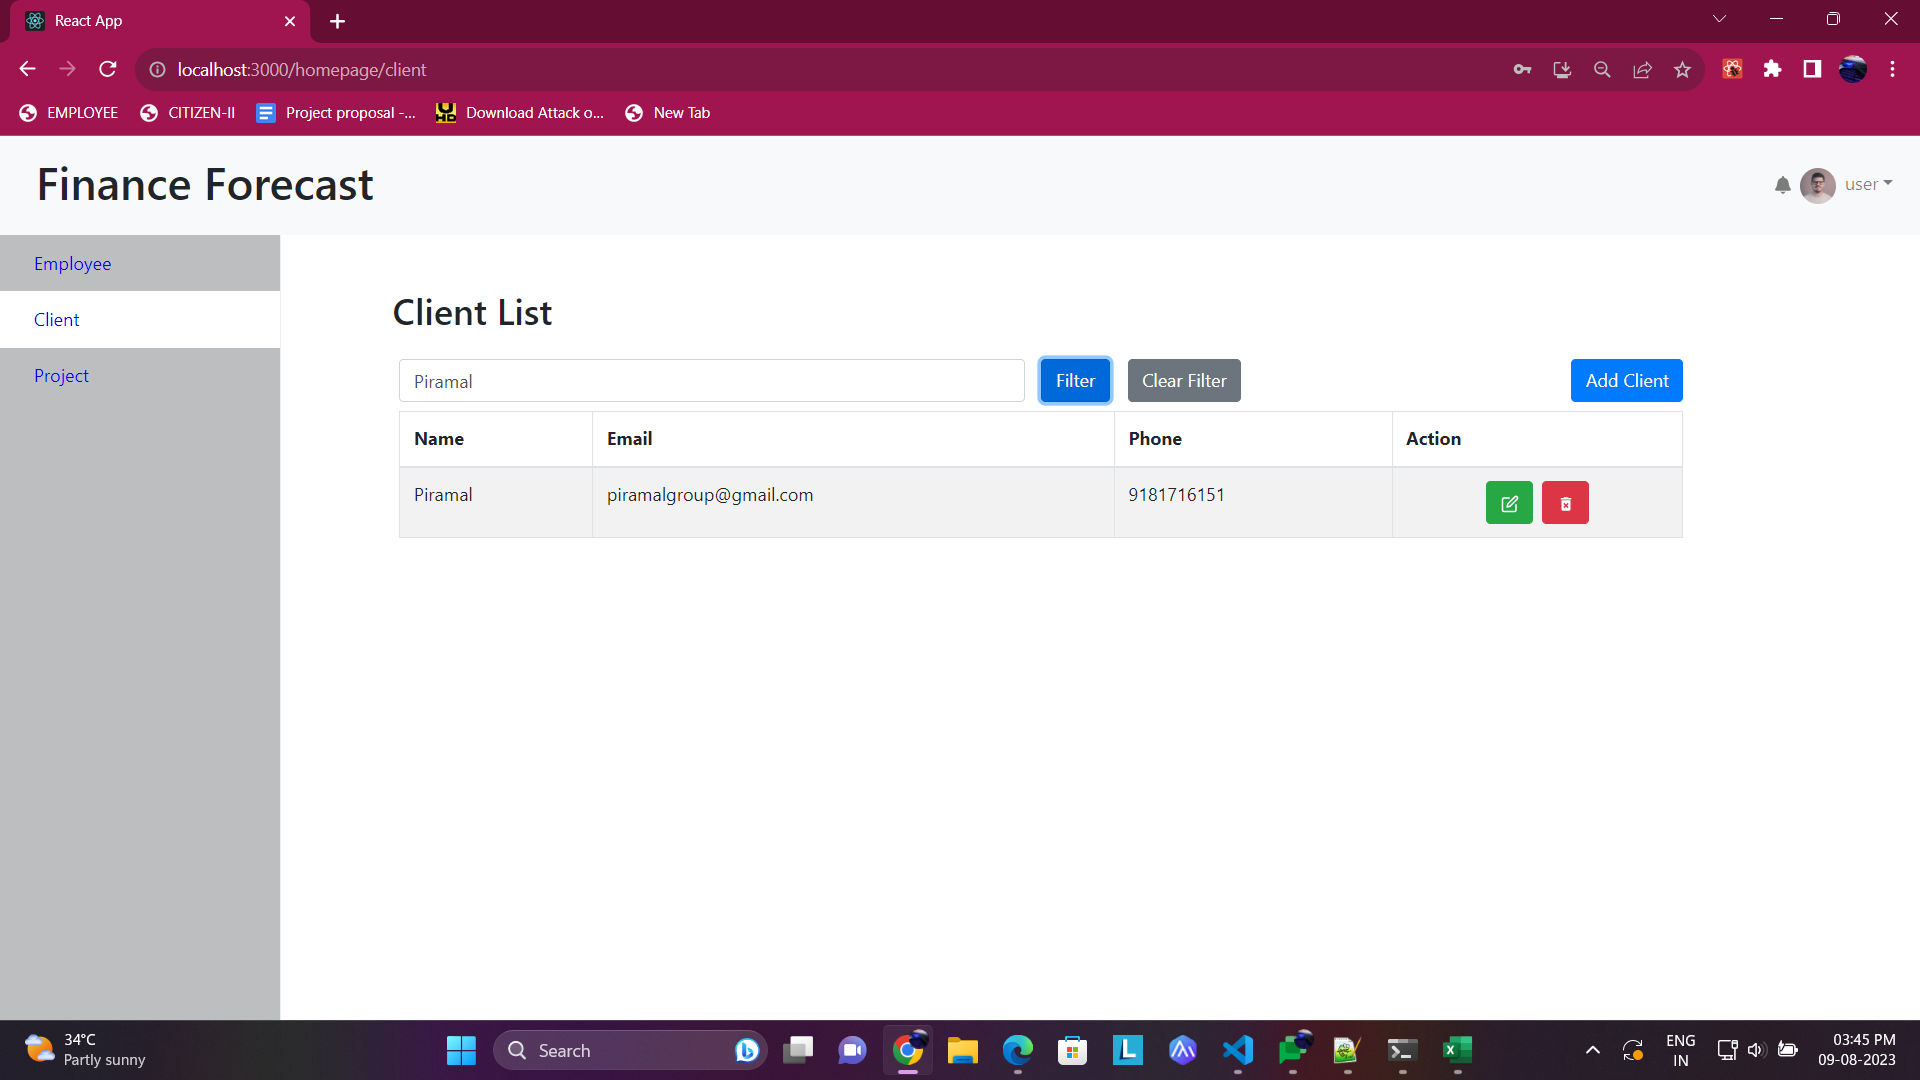 React App
localhost:3000/homepage/client
EMPLOYEE CITIZEN-II Project proposal -... Download Attack o... New Tab
Finance Forecast
user
Employee
Client
Project
Client List
Piramal Filter Clear Filter Add Client
Name Email Phone Action
Piramal piramalgroup@gmail.com 9181716151
34°C
Partly sunny
Search
ENG
IN
03:45 PM
09-08-2023